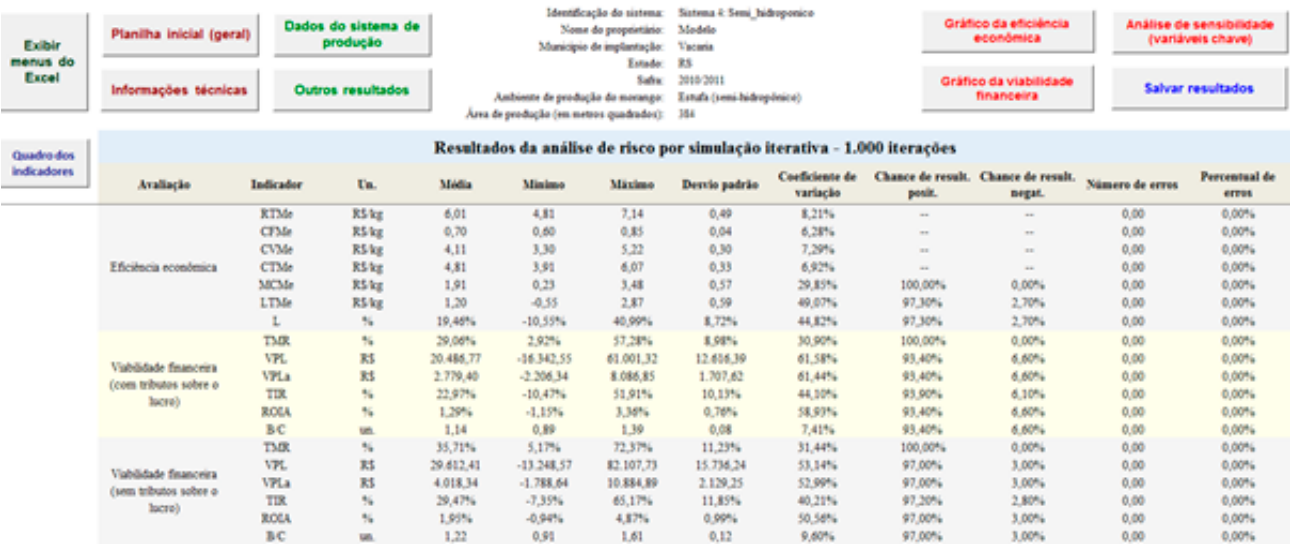 Exibir
menus do
Excel
Planilha inicial (geral)
Dados do sistema de
produção
Informações técnicas
Outros resultados
Identificação do sistema: Sistema 4: Semi_hidroponico
Nome do proprietário: Modelo
Município de implantação: Vacaria
Estado: RS
Safra: 2010/2011
Ambiente de produção do morango: Estufa (semi-hidropônico)
Área de produção (em metros quadrados): 384
Gráfico da eficiência
econômica
Análise de sensibilidade
(variáveis chave)
Gráfico da viabilidade
financeira
Salvar resultados
Quadro dos
indicadores
Resultados da análise de risco por simulação iterativa - 1.000 iterações
Avaliação Indicador Un. Média Mínimo Máximo Desvio padrão Coeficiente de variação Chance de result. posit. Chance de result. negat. Número de erros Percentual de erros
RTMe R$/kg 6,01 4,81 7,14 0,49 8,21% -- -- 0,00 0,00%
CFMe R$/kg 0,70 0,60 0,85 0,04 6,28% -- -- 0,00 0,00%
CVMe R$/kg 4,11 3,30 5,22 0,30 7,29% -- -- 0,00 0,00%
Eficiência econômica CTMe R$/kg 4,81 3,91 6,07 0,33 6,92% -- -- 0,00 0,00%
MCMe R$/kg 1,91 0,23 3,48 0,57 29,85% 100,00% 0,00% 0,00 0,00%
LTMe R$/kg 1,20 -0,55 2,87 0,59 49,07% 97,30% 2,70% 0,00 0,00%
L % 19,46% -10,55% 40,99% 8,72% 44,82% 97,30% 2,70% 0,00 0,00%
Viabilidade financeira
(com tributos sobre o
lucro)
TMR % 29,06% 2,92% 57,28% 8,98% 30,90% 100,00% 0,00% 0,00 0,00%
VPL R$ 20.486,77 -16.342,55 61.001,32 12.616,39 61,58% 93,40% 6,60% 0,00 0,00%
VPLa R$ 2.779,40 -2.206,34 8.086,85 1.707,62 61,44% 93,40% 6,60% 0,00 0,00%
TIR % 22,97% -10,47% 51,91% 10,13% 44,10% 93,90% 6,10% 0,00 0,00%
ROIA % 1,29% -1,15% 3,36% 0,76% 58,93% 93,40% 6,60% 0,00 0,00%
B/C un. 1,14 0,89 1,39 0,08 7,41% 93,40% 6,60% 0,00 0,00%
Viabilidade financeira
(sem tributos sobre o
lucro)
TMR % 35,71% 5,17% 72,37% 11,23% 31,44% 100,00% 0,00% 0,00 0,00%
VPL R$ 29.612,41 -13.248,57 82.107,73 15.736,24 53,14% 97,00% 3,00% 0,00 0,00%
VPLa R$ 4.018,34 -1.788,64 10.884,89 2.129,25 52,99% 97,00% 3,00% 0,00 0,00%
TIR % 29,47% -7,35% 65,17% 11,85% 40,21% 97,20% 2,80% 0,00 0,00%
ROIA % 1,95% -0,94% 4,87% 0,99% 50,56% 97,00% 3,00% 0,00 0,00%
B/C un. 1,22 0,91 1,61 0,12 9,60% 97,00% 3,00% 0,00 0,00%